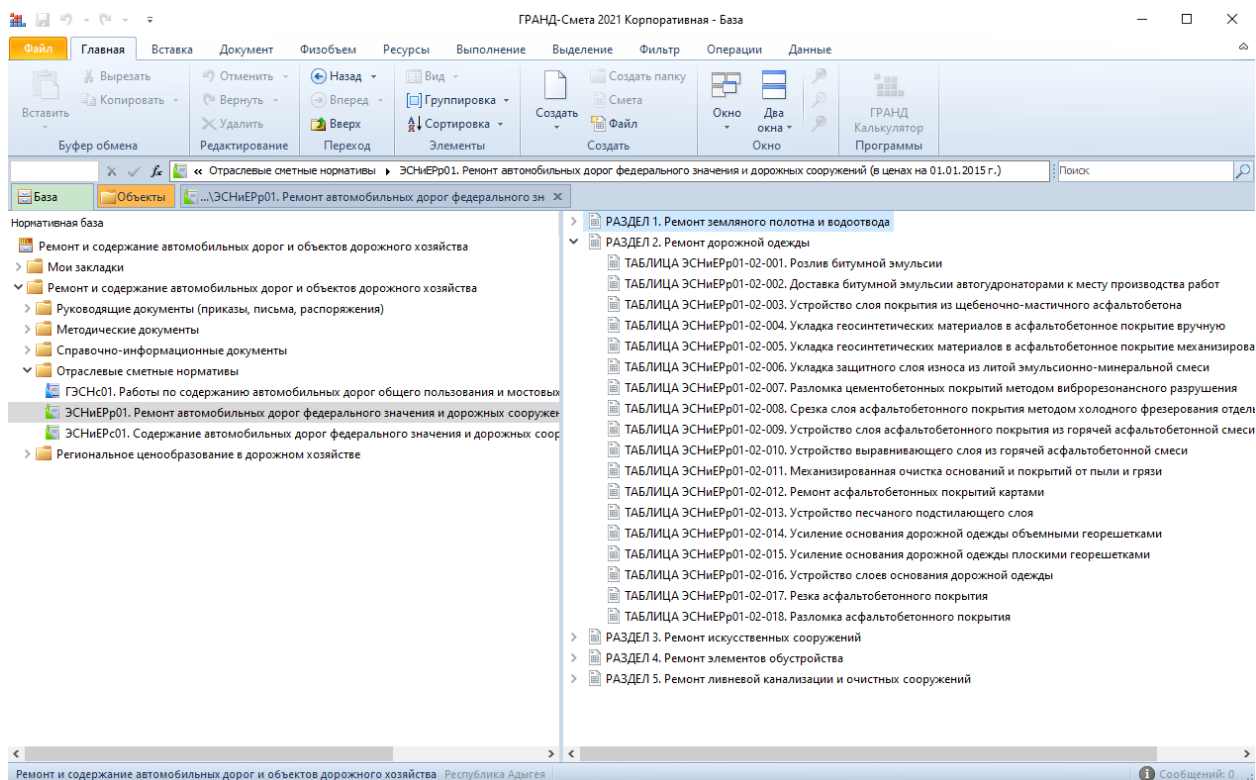 ГРАНД-Смета 2021 Корпоративная - База
Файл Главная Вставка Документ Физобъем Ресурсы Выполнение Выделение Фильтр Операции Данные
Вставить
Вырезать
Копировать
Буфер обмена
Отменить
Вернуть
Удалить
Редактирование
Назад
Вперед
Вверх
Переход
Вид
Группировка
Сортировка
Элементы
Создать
Создать папку
Смета
Файл
Создать
Окно
Два окна
Окно
ГРАНД
Калькулятор
Программы
fx « Отраслевые сметные нормативы ЭСНиЕРр01. Ремонт автомобильных дорог федерального значения и дорожных сооружений (в ценах на 01.01.2015 г.) Поиск
База Объекты ...\ЭСНиЕРр01. Ремонт автомобильных дорог федерального зн
Нормативная база
Ремонт и содержание автомобильных дорог и объектов дорожного хозяйства
Мои закладки
Ремонт и содержание автомобильных дорог и объектов дорожного хозяйства
Руководящие документы (приказы, письма, распоряжения)
Методические документы
Справочно-информационные документы
Отраслевые сметные нормативы
ГЭСНс01. Работы по содержанию автомобильных дорог общего пользования и мостовых
ЭСНиЕРр01. Ремонт автомобильных дорог федерального значения и дорожных сооружен
ЭСНиЕРс01. Содержание автомобильных дорог федерального значения и дорожных соор
Региональное ценообразование в дорожном хозяйстве
РАЗДЕЛ 1. Ремонт земляного полотна и водоотвода
РАЗДЕЛ 2. Ремонт дорожной одежды
ТАБЛИЦА ЭСНиЕРр01-02-001. Розлив битумной эмульсии
ТАБЛИЦА ЭСНиЕРр01-02-002. Доставка битумной эмульсии автогудронаторами к месту производства работ
ТАБЛИЦА ЭСНиЕРр01-02-003. Устройство слоя покрытия из щебеночно-мастичного асфальтобетона
ТАБЛИЦА ЭСНиЕРр01-02-004. Укладка геосинтетических материалов в асфальтобетонное покрытие вручную
ТАБЛИЦА ЭСНиЕРр01-02-005. Укладка геосинтетических материалов в асфальтобетонное покрытие механизирова
ТАБЛИЦА ЭСНиЕРр01-02-006. Укладка защитного слоя износа из литой эмульсионно-минеральной смеси
ТАБЛИЦА ЭСНиЕРр01-02-007. Разломка цементобетонных покрытий методом виброрезонансного разрушения
ТАБЛИЦА ЭСНиЕРр01-02-008. Срезка слоя асфальтобетонного покрытия методом холодного фрезерования отдел
ТАБЛИЦА ЭСНиЕРр01-02-009. Устройство слоя асфальтобетонного покрытия из горячей асфальтобетонной смеси
ТАБЛИЦА ЭСНиЕРр01-02-010. Устройство выравнивающего слоя из горячей асфальтобетонной смеси
ТАБЛИЦА ЭСНиЕРр01-02-011. Механизированная очистка оснований и покрытий от пыли и грязи
ТАБЛИЦА ЭСНиЕРр01-02-012. Ремонт асфальтобетонных покрытий картами
ТАБЛИЦА ЭСНиЕРр01-02-013. Устройство песчаного подстилающего слоя
ТАБЛИЦА ЭСНиЕРр01-02-014. Усиление основания дорожной одежды объемными георешетками
ТАБЛИЦА ЭСНиЕРр01-02-015. Усиление основания дорожной одежды плоскими георешетками
ТАБЛИЦА ЭСНиЕРр01-02-016. Устройство слоев основания дорожной одежды
ТАБЛИЦА ЭСНиЕРр01-02-017. Резка асфальтобетонного покрытия
ТАБЛИЦА ЭСНиЕРр01-02-018. Разломка асфальтобетонного покрытия
РАЗДЕЛ 3. Ремонт искусственных сооружений
РАЗДЕЛ 4. Ремонт элементов обустройства
РАЗДЕЛ 5. Ремонт ливневой канализации и очистных сооружений
Ремонт и содержание автомобильных дорог и объектов дорожного хозяйства Республика Адыгея Сообщений: 0